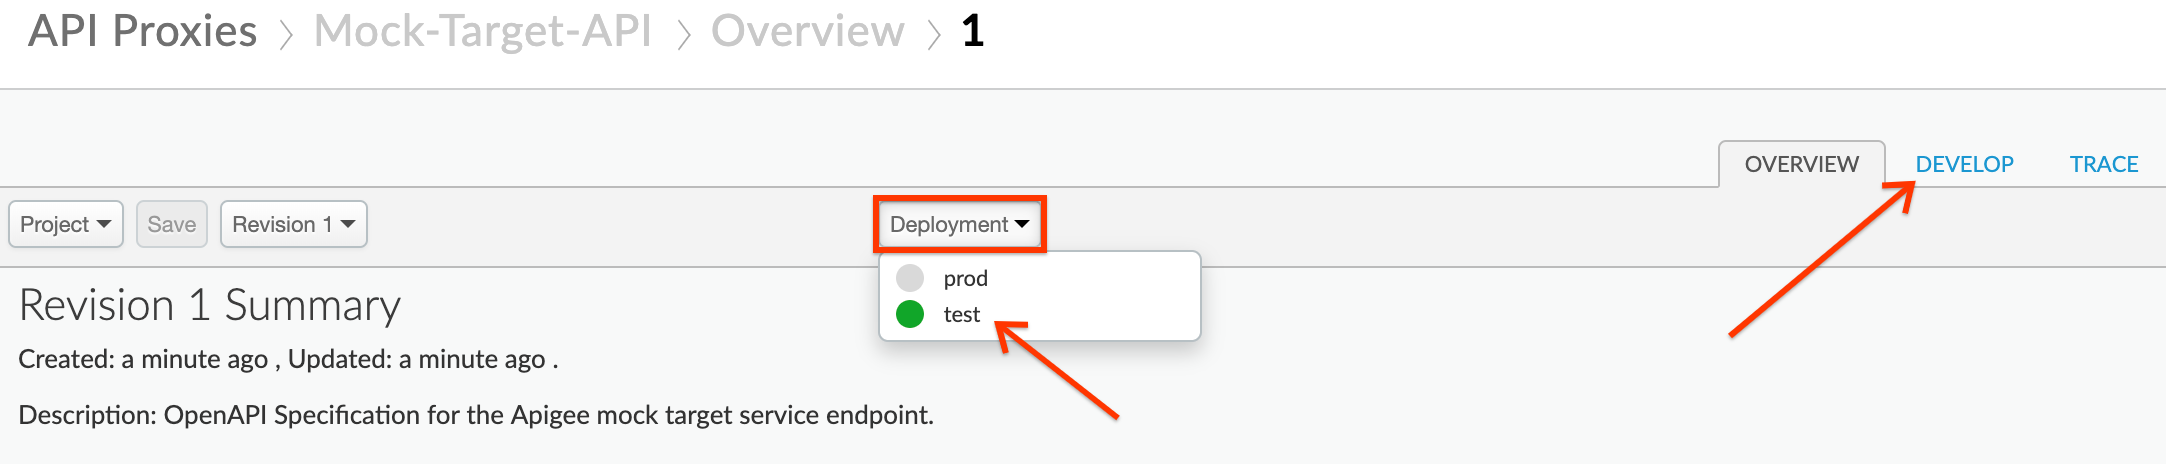 API Proxies > Mock-Target-API > Overview > 1
OVERVIEW DEVELOP TRACE
Project Save Revision 1 Deployment
prod
test
Revision 1 Summary
Created: a minute ago , Updated: a minute ago .
Description: OpenAPI Specification for the Apigee mock target service endpoint.